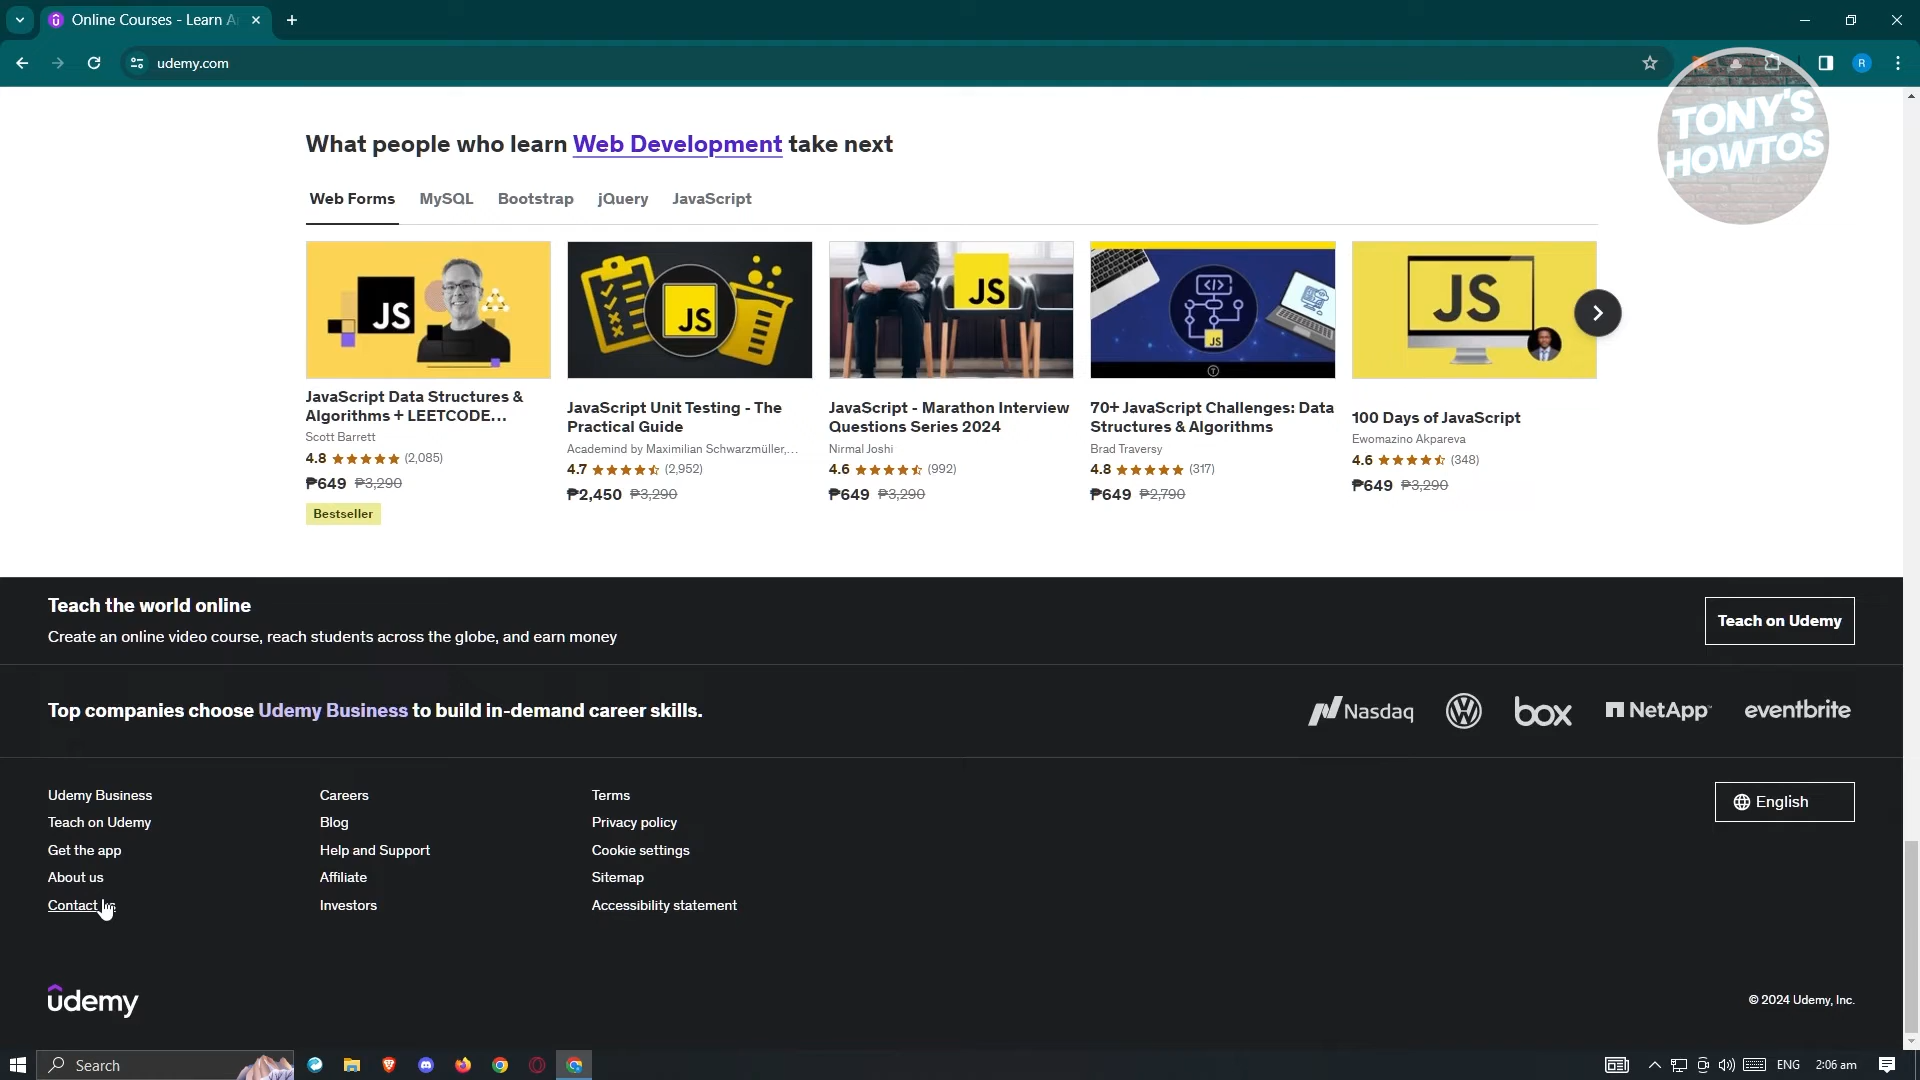 Online Courses - Learn A
udemy.com
TONY'S
HOWTOS
R
What people who learn Web Development take next
Web Forms
MySQL
Bootstrap
jQuery
JavaScript
JS
JS
JS
JS
JS
JavaScript Data Structures &
Algorithms + LEETCODE...
Scott Barrett
4.8 (2,085)
₱649 ₱3,290
Bestseller
JavaScript Unit Testing - The
Practical Guide
Academind by Maximilian Schwarzmüller,...
4.7 (2,952)
₱2,450 ₱3,290
JavaScript - Marathon Interview
Questions Series 2024
Nirmal Joshi
4.6 (992)
₱649 ₱3,290
70+ JavaScript Challenges: Data
Structures & Algorithms
Brad Traversy
4.8 (317)
₱649 ₱2,790
100 Days of JavaScript
Ewomazino Akpareva
4.6 (348)
₱649 ₱3,290
Teach the world online
Create an online video course, reach students across the globe, and earn money
Teach on Udemy
Top companies choose Udemy Business to build in-demand career skills.
Nasdaq
box
NetApp
eventbrite
Udemy Business
Teach on Udemy
Get the app
About us
Contact
Careers
Blog
Help and Support
Affiliate
Investors
Terms
Privacy policy
Cookie settings
Sitemap
Accessibility statement
English
udemy
© 2024 Udemy, Inc.
Search
ENG
2:06 am